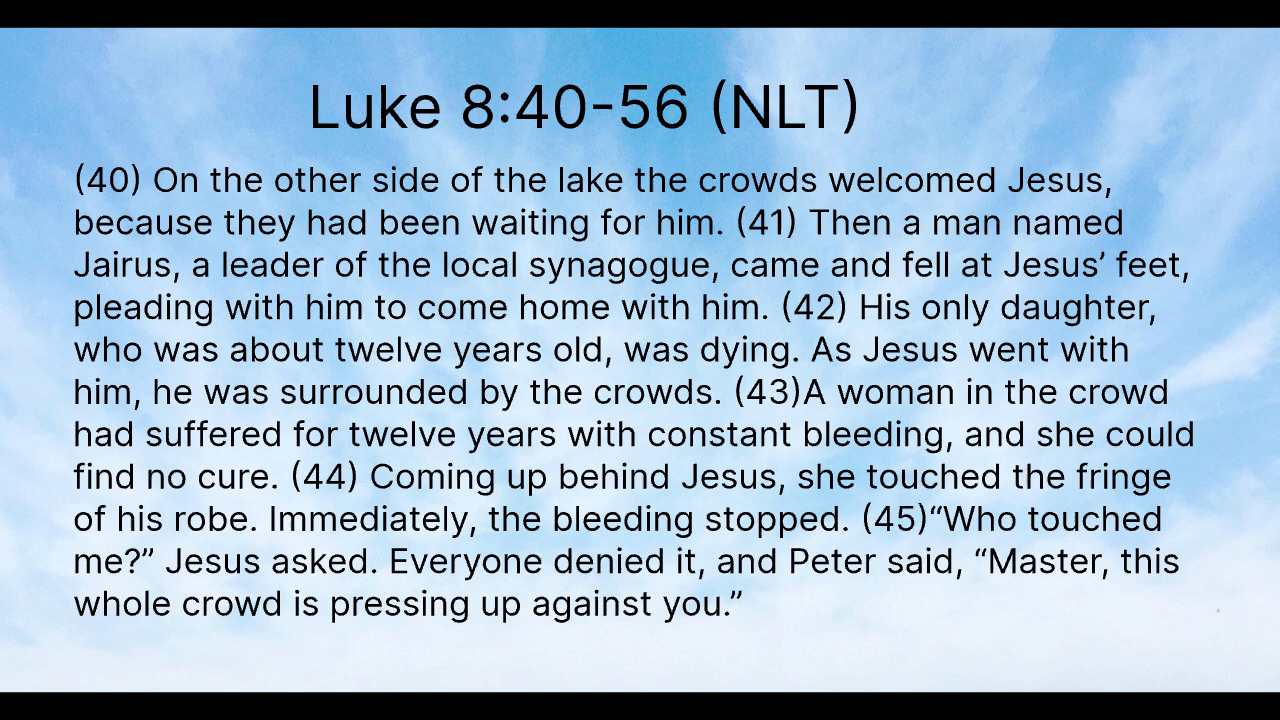 Luke 8:40-56 (NLT)
(40) On the other side of the lake the crowds welcomed Jesus,
because they had been waiting for him. (41) Then a man named
Jairus, a leader of the local synagogue, came and fell at Jesus’ feet,
pleading with him to come home with him. (42) His only daughter,
who was about twelve years old, was dying. As Jesus went with
him, he was surrounded by the crowds. (43)A woman in the crowd
had suffered for twelve years with constant bleeding, and she could
find no cure. (44) Coming up behind Jesus, she touched the fringe
of his robe. Immediately, the bleeding stopped. (45)“Who touched
me?” Jesus asked. Everyone denied it, and Peter said, “Master, this
whole crowd is pressing up against you.”